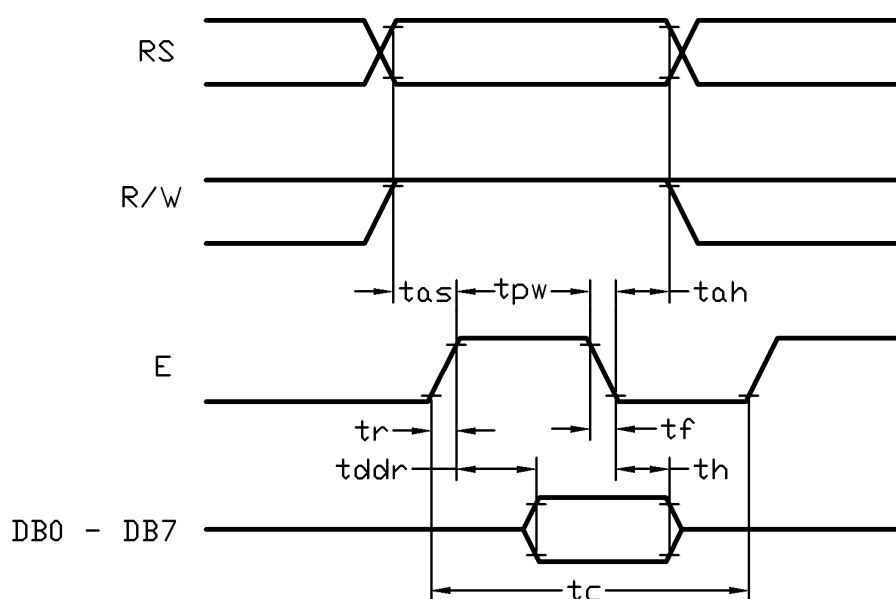 RS
R/W
tas tpw tah
E
tr tf
tddr th
DB0 - DB7
tc